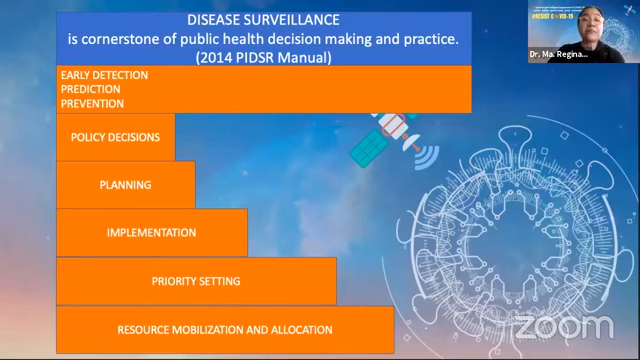 DISEASE SURVEILLANCE
is cornerstone of public health decision making and practice.
(2014 PIDSR Manual)
EARLY DETECTION
PREDICTION
PREVENTION
POLICY DECISIONS
PLANNING
IMPLEMENTATION
PRIORITY SETTING
RESOURCE MOBILIZATION AND ALLOCATION
Dr. Ma. Regina...
zoom